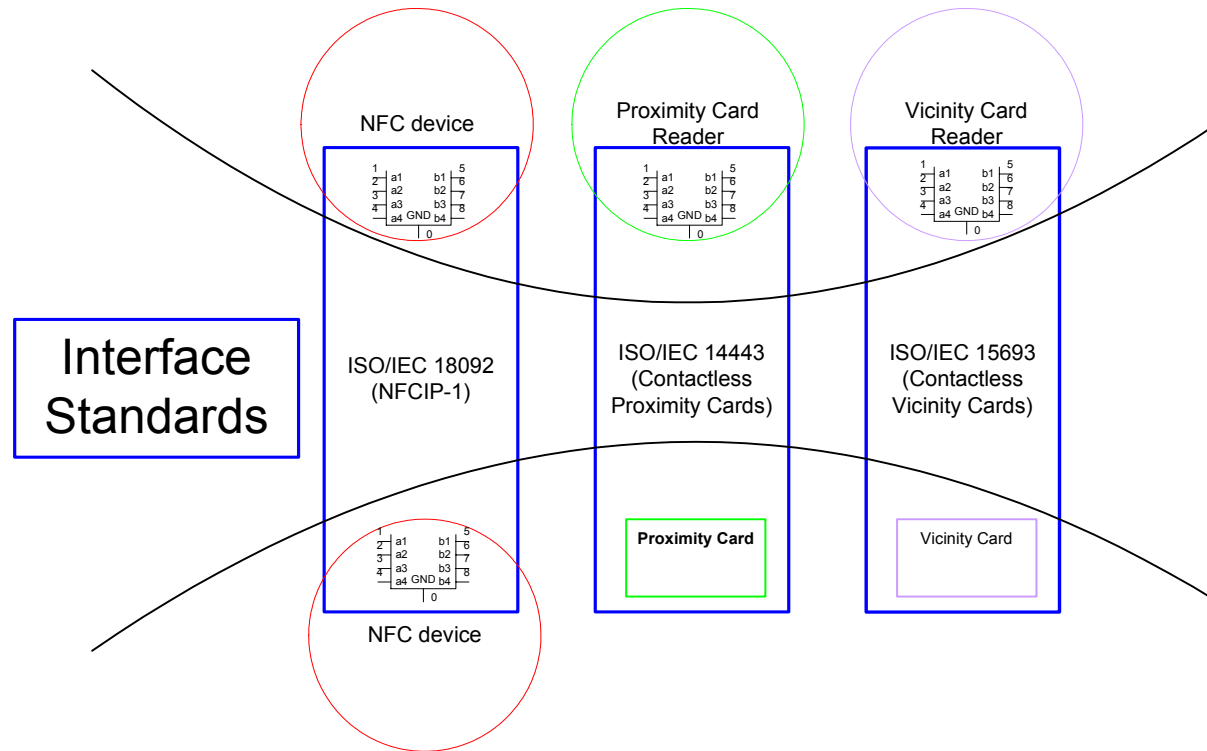 NFC device
Proximity Card
Reader
Vicinity Card
Reader
1 a1 b1 5
2 a2 b2 6
3 a3 b3 7
4 a4 GND b4 8
0
1 a1 b1 5
2 a2 b2 6
3 a3 b3 7
4 a4 GND b4 8
0
1 a1 b1 5
2 a2 b2 6
3 a3 b3 7
4 a4 GND b4 8
0
Interface
Standards
ISO/IEC 18092
(NFCIP-1)
ISO/IEC 14443
(Contactless
Proximity Cards)
ISO/IEC 15693
(Contactless
Vicinity Cards)
1 a1 b1 5
2 a2 b2 6
3 a3 b3 7
4 a4 GND b4 8
0
NFC device
Proximity Card
Vicinity Card